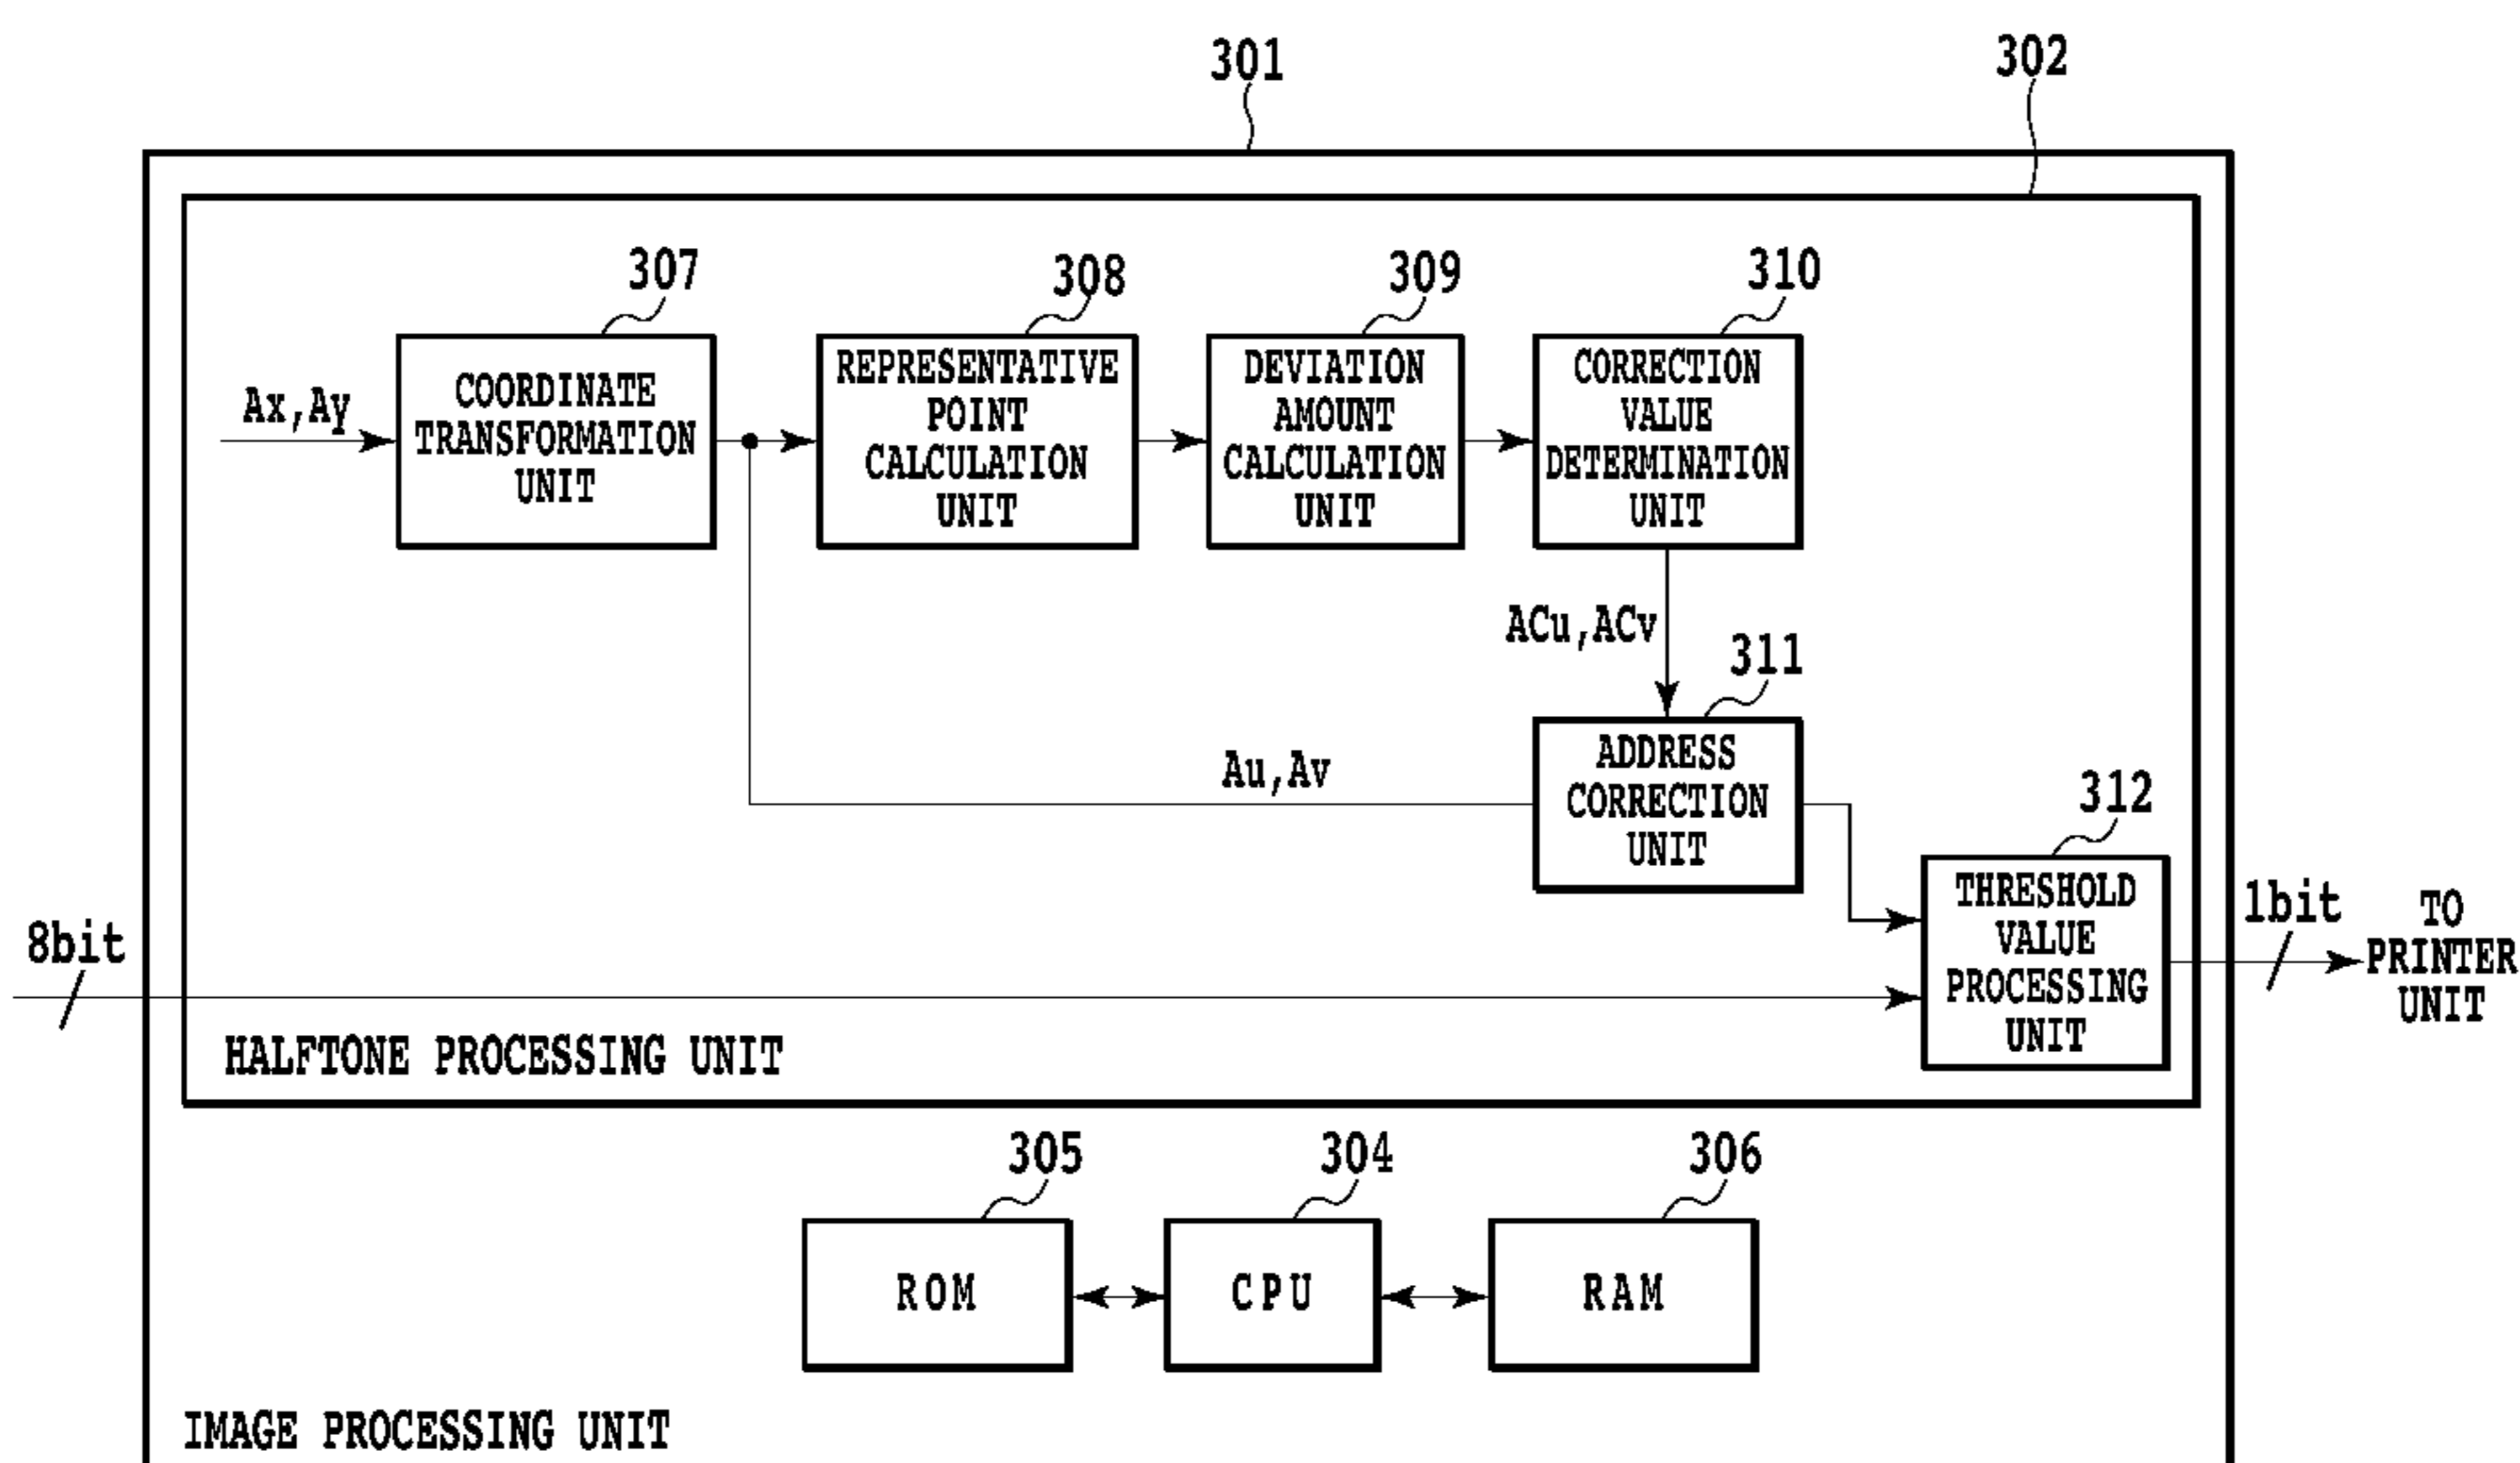 301
302
307
308
309
310
Ax,Ay
COORDINATE
TRANSFORMATION
UNIT
REPRESENTATIVE
POINT
CALCULATION
UNIT
DEVIATION
AMOUNT
CALCULATION
UNIT
CORRECTION
VALUE
DETERMINATION
UNIT
ACu,ACv
311
Au,Av
ADDRESS
CORRECTION
UNIT
312
8bit
THRESHOLD
VALUE
PROCESSING
UNIT
1bit
TO
PRINTER
UNIT
HALFTONE PROCESSING UNIT
305
304
306
ROM
CPU
RAM
IMAGE PROCESSING UNIT